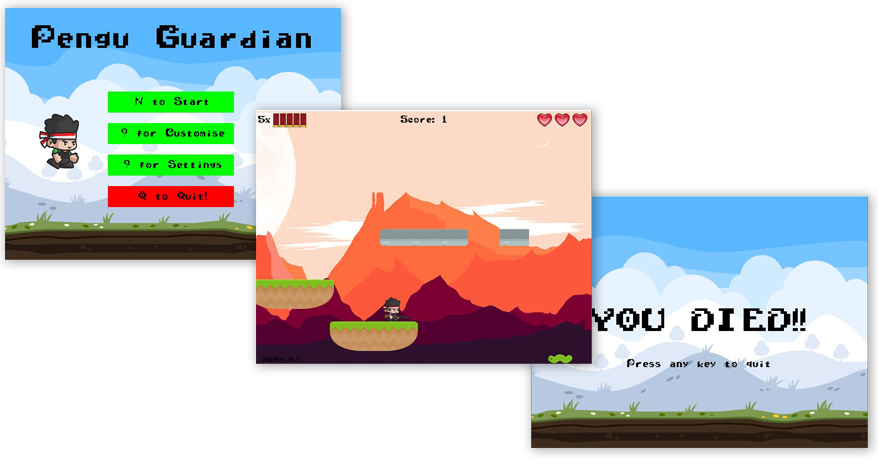 Pengu Guardian
N to Start
? for Customise
? for Settings
Q to Quit!
5x
Score: 1
YOU DIED!!
Press any key to quit